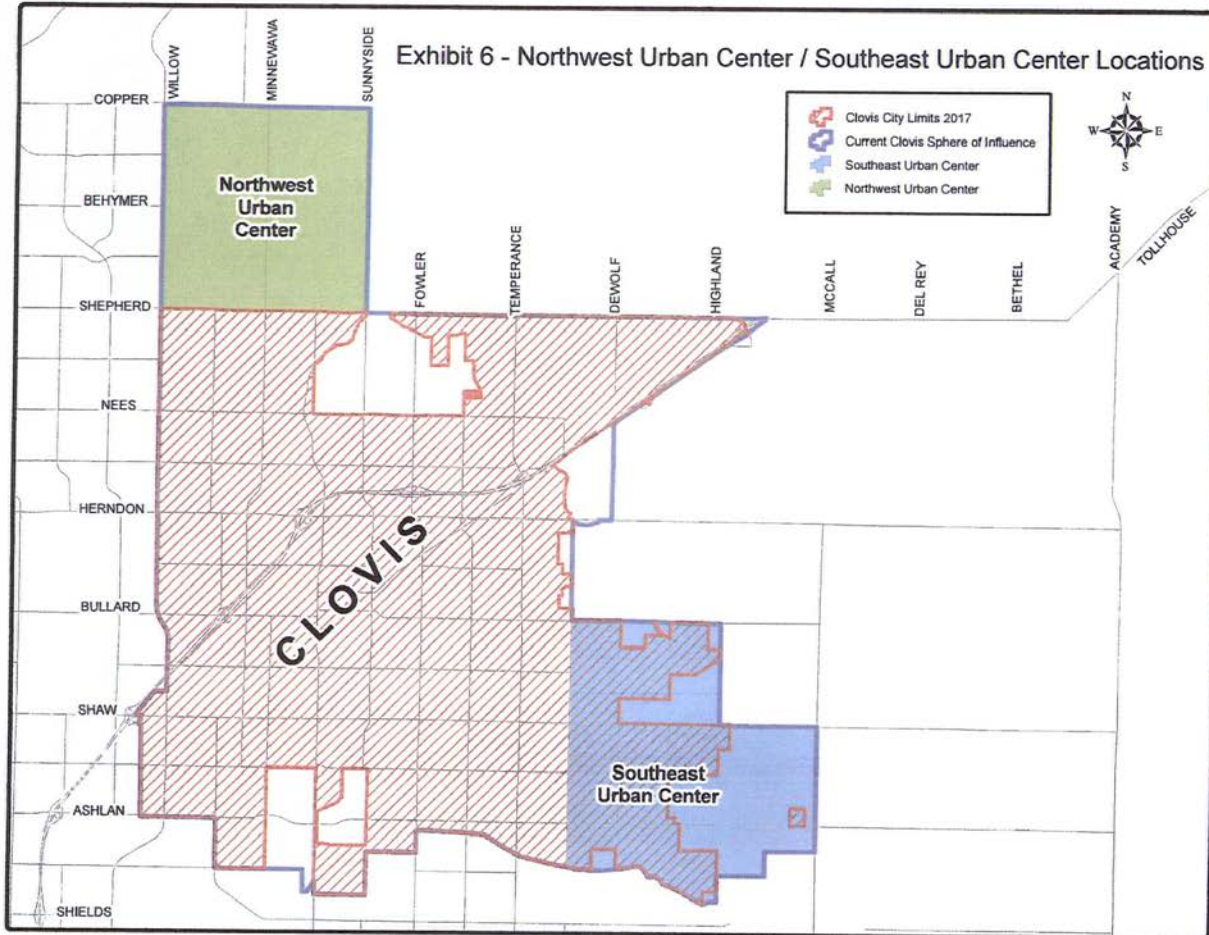 Exhibit 6 - Northwest Urban Center / Southeast Urban Center Locations
WILLOW
MINNEWAWA
SUNNYSIDE
COPPER
BEHYMER
SHEPHERD
NEES
HERNDON
BULLARD
SHAW
ASHLAN
SHIELDS
Northwest
Urban
Center
Clovis City Limits 2017
Current Clovis Sphere of Influence
Southeast Urban Center
Northwest Urban Center
N
W
E
S
FOWLER
TEMPERANCE
DEWOLF
HIGHLAND
MCCALL
DEL REY
BETHEL
ACADEMY
TOLLHOUSE
CLOVIS
Southeast
Urban Center